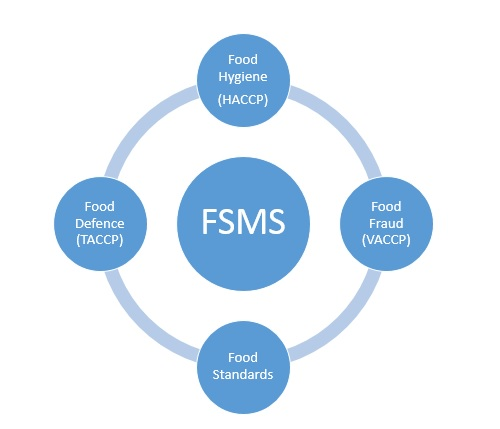 Food
Hygiene
(HACCP)
Food
Defence
(TACCP)
FSMS
Food
Fraud
(VACCP)
Food
Standards